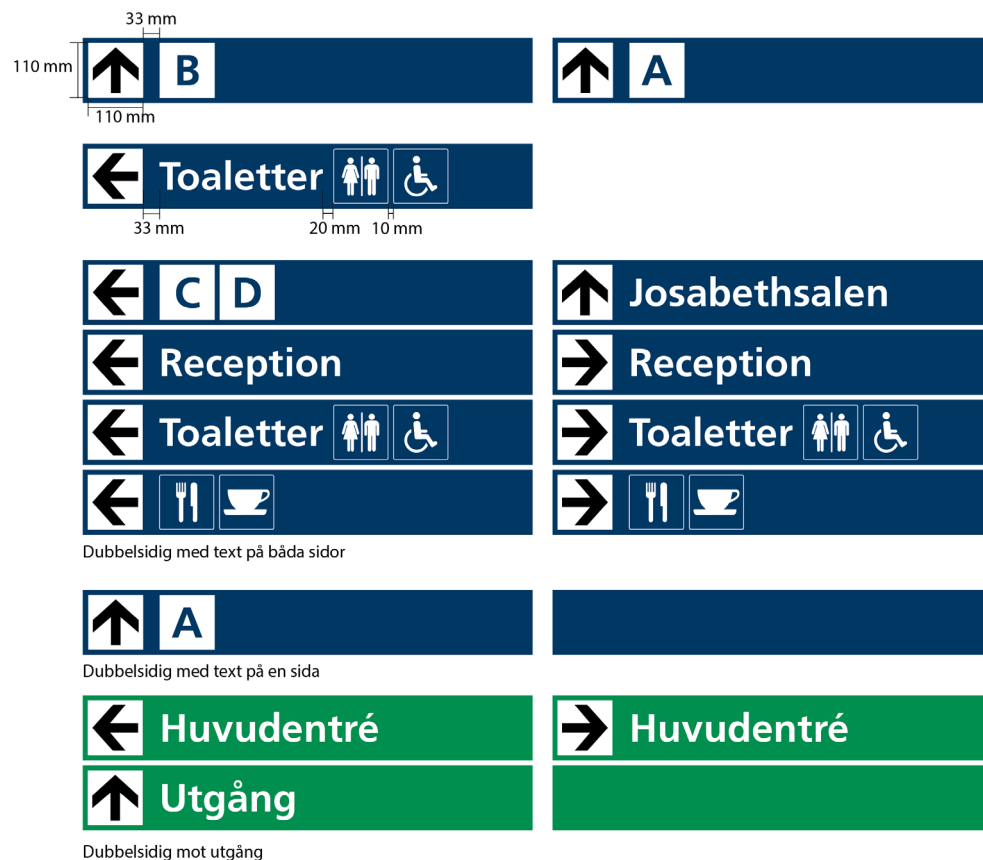 33 mm
110 mm
B
A
110 mm
Toaletter
33 mm
20 mm
10 mm
C D
Josabethsalen
Reception
Reception
Toaletter
Toaletter
Dubbelsidig med text på båda sidor
A
Dubbelsidig med text på en sida
Huvudentré
Huvudentré
Utgång
Dubbelsidig mot utgång